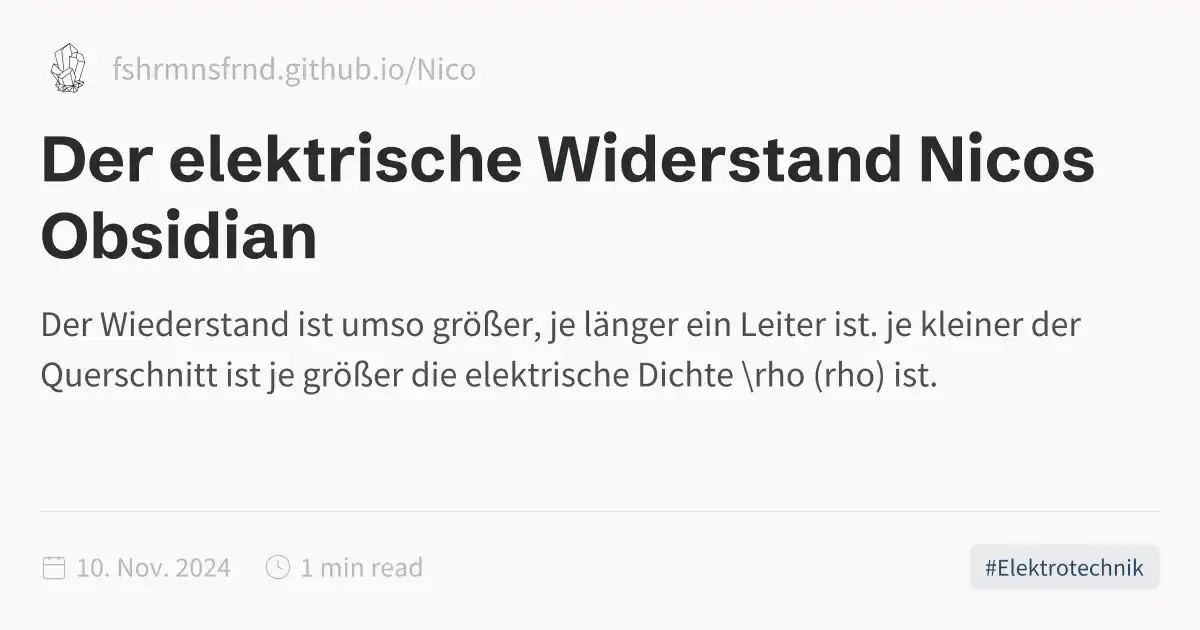 fshrmnsfrnd.github.io/Nico
Der elektrische Widerstand Nicos
Obsidian
Der Wiederstand ist umso größer, je länger ein Leiter ist. je kleiner der
Querschnitt ist je größer die elektrische Dichte \rho (rho) ist.
10. Nov. 2024 1 min read
#Elektrotechnik